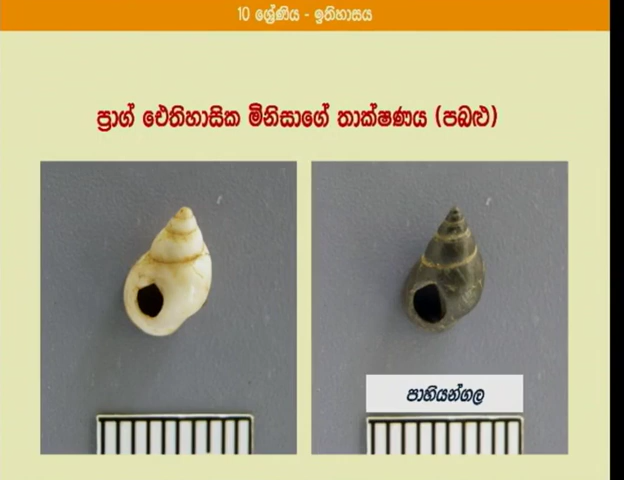 10 ශ්‍රේණිය - ඉතිහාසය
ප්‍රාග් ඓතිහාසික මිනිසාගේ තාක්ෂණය (පබළු)
පාහියන්ගල